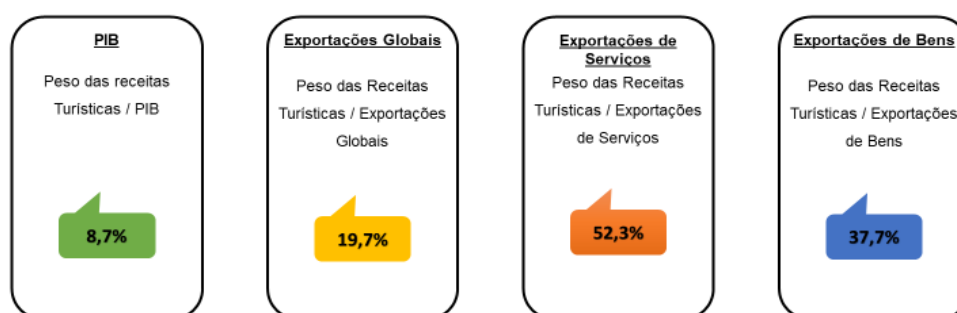 PIB
Peso das receitas
Turísticas / PIB
8,7%
Exportações Globais
Peso das Receitas
Turísticas / Exportações
Globais
19,7%
Exportações de
Serviços
Peso das Receitas
Turísticas / Exportações
de Serviços
52,3%
Exportações de Bens
Peso das Receitas
Turísticas / Exportações
de Bens
37,7%